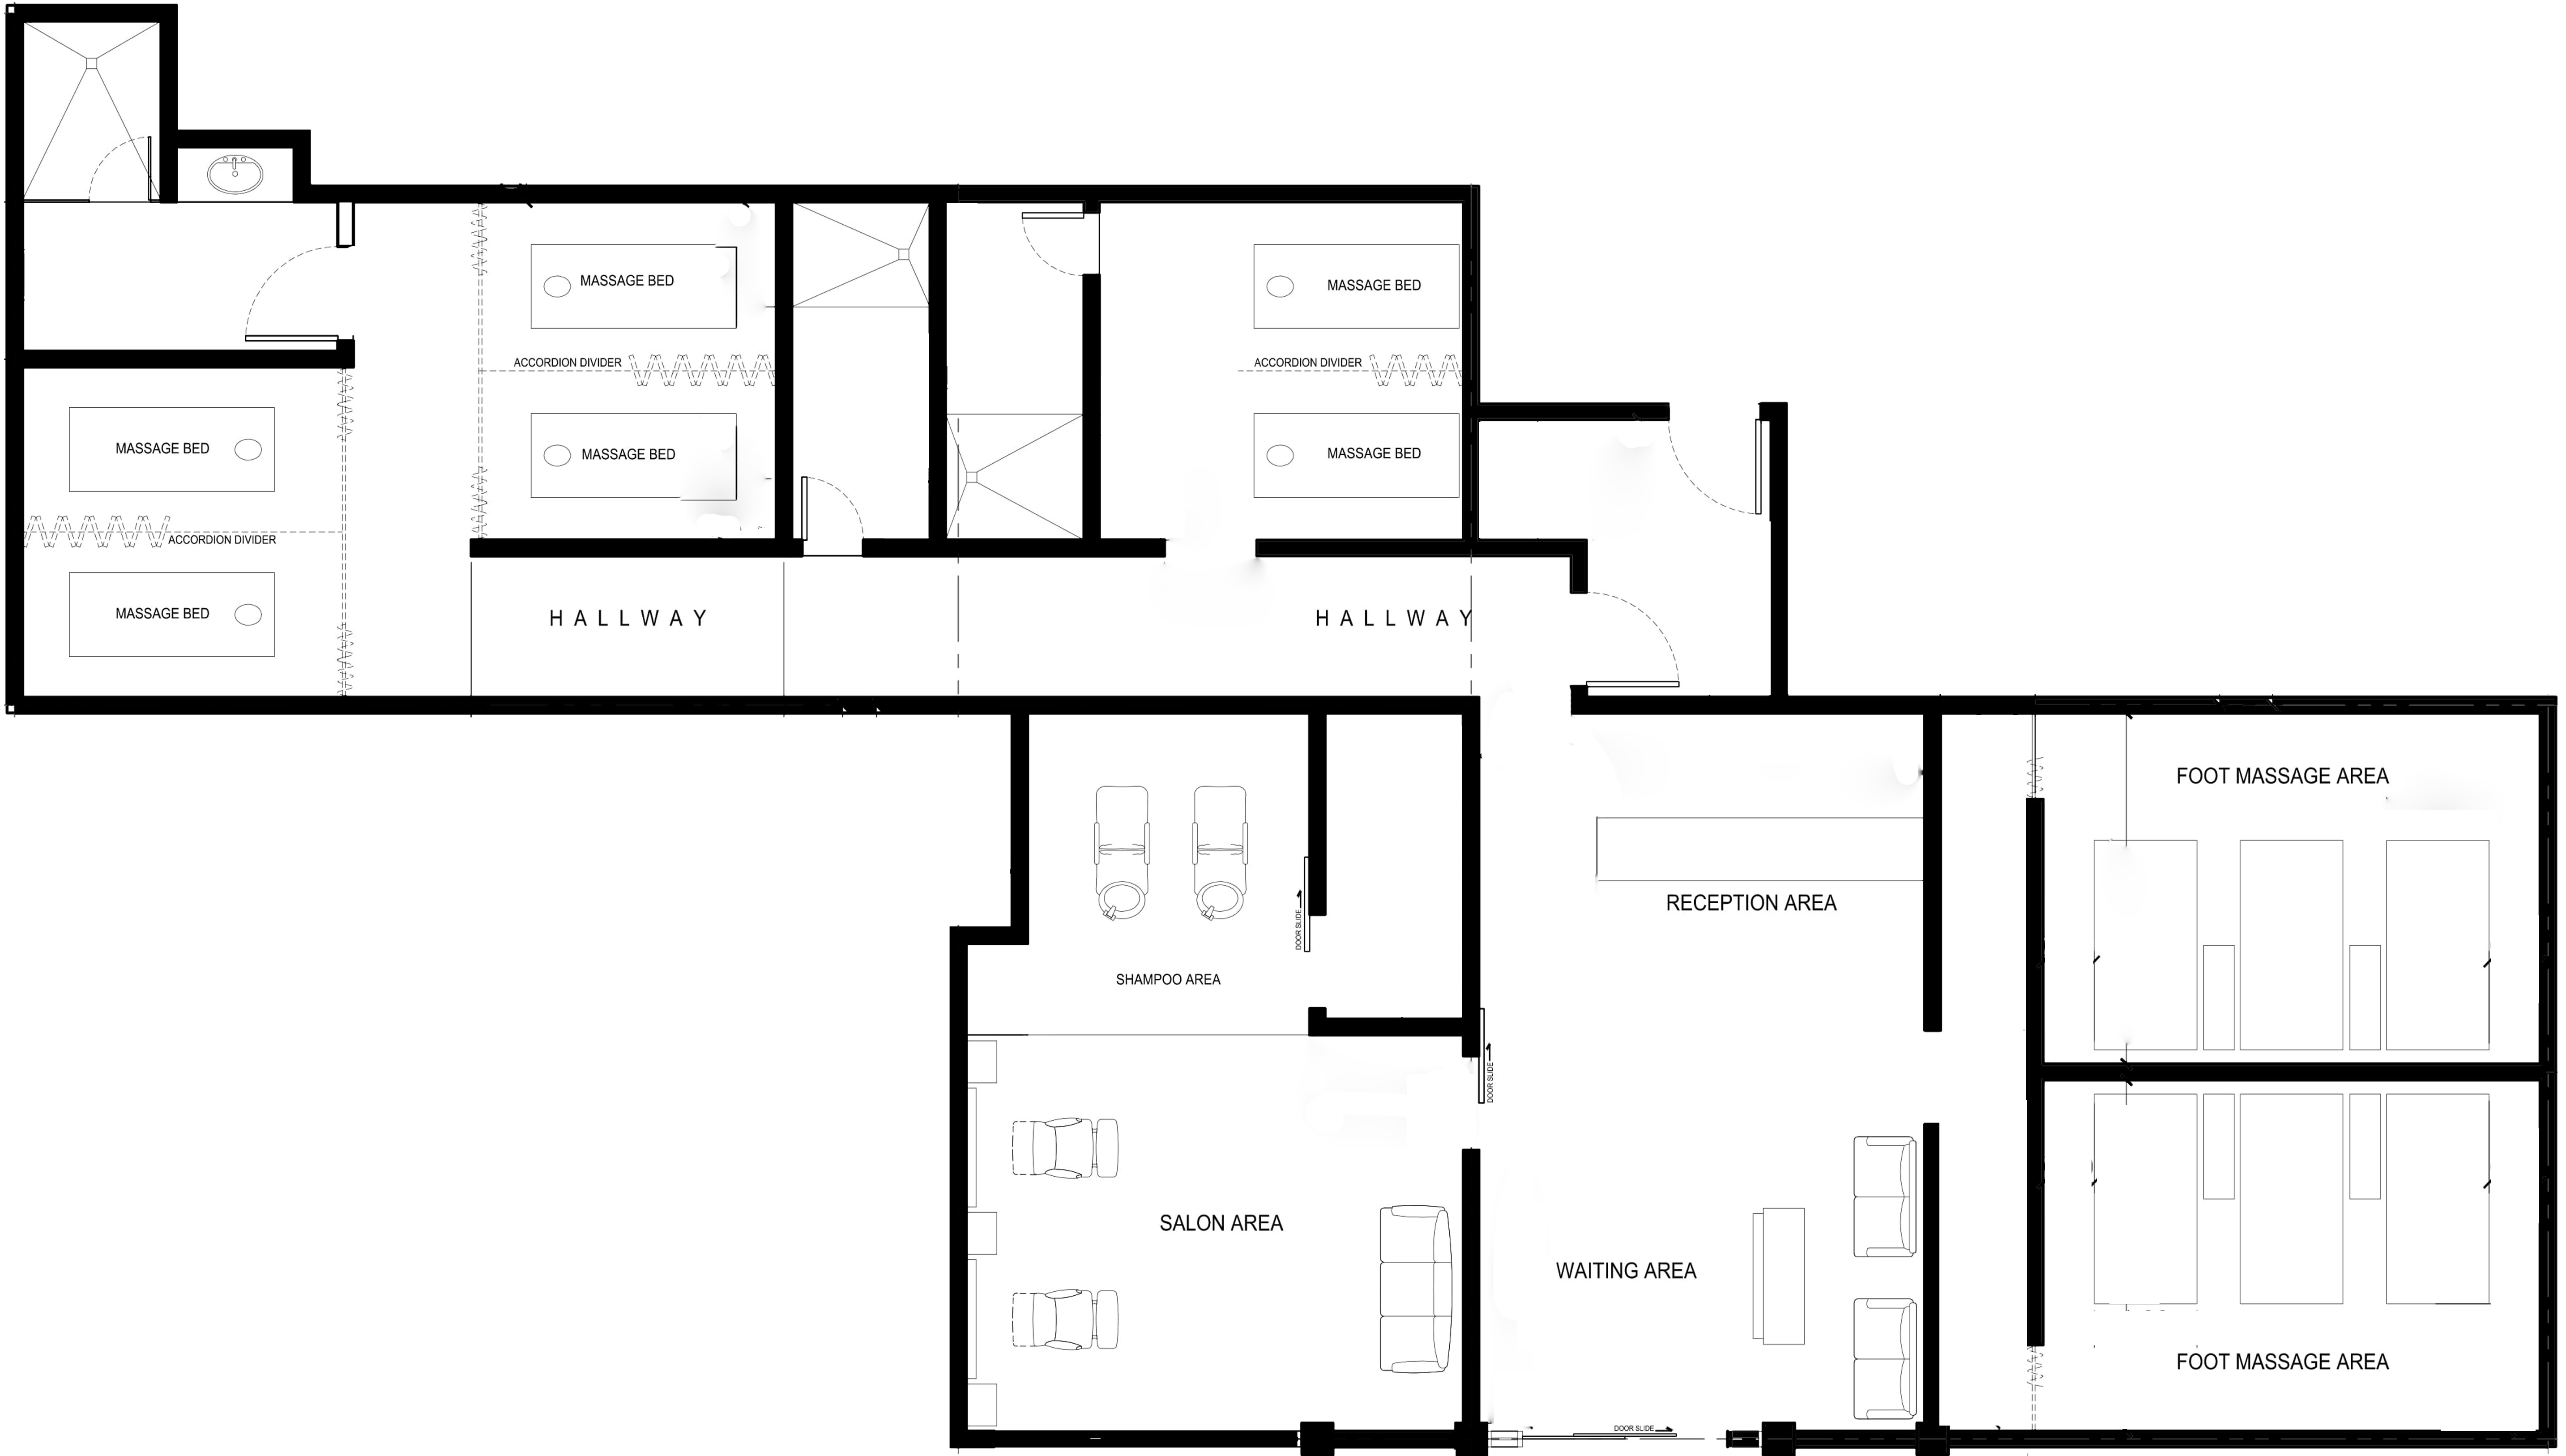 MASSAGE BED
MASSAGE BED
ACCORDION DIVIDER
ACCORDION DIVIDER
MASSAGE BED
MASSAGE BED
MASSAGE BED
ACCORDION DIVIDER
MASSAGE BED
MASSAGE BED
HALLWAY
HALLWAY
FOOT MASSAGE AREA
RECEPTION AREA
DOOR SLIDE
SHAMPOO AREA
DOOR SLIDE
SALON AREA
WAITING AREA
FOOT MASSAGE AREA
DOOR SLIDE